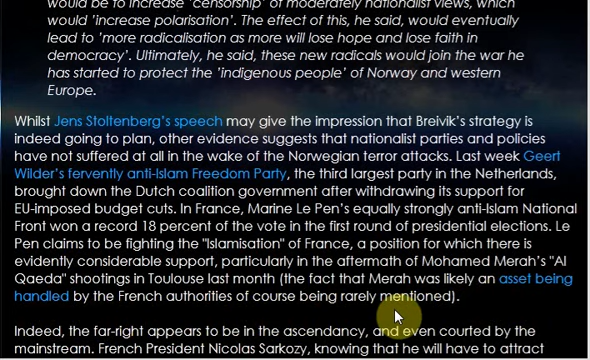 would be to increase 'censorship' of moderately nationalist views, which
would 'increase polarisation'. The effect of this, he said, would eventually
lead to 'more radicalisation as more will lose hope and lose faith in
democracy'. Ultimately, he said, these new radicals would join the war he
has started to protect the 'indigenous people' of Norway and western
Europe.
Whilst Jens Stoltenberg's speech may give the impression that Breivik's strategy is
indeed going to plan, other evidence suggests that nationalist parties and policies
have not suffered at all in the wake of the Norwegian terror attacks. Last week Geert
Wilder's fervently anti-Islam Freedom Party, the third largest party in the Netherlands,
brought down the Dutch coalition government after withdrawing its support for
EU-imposed budget cuts. In France, Marine Le Pen's equally strongly anti-Islam National
Front won a record 18 percent of the vote in the first round of presidential elections. Le
Pen claims to be fighting the "Islamisation" of France, a position for which there is
evidently considerable support, particularly in the aftermath of Mohamed Merah's "Al
Qaeda" shootings in Toulouse last month (the fact that Merah was likely an asset being
handled by the French authorities of course being rarely mentioned).
Indeed, the far-right appears to be in the ascendancy, and even courted by the
mainstream. French President Nicolas Sarkozy, knowing that he will have to attract